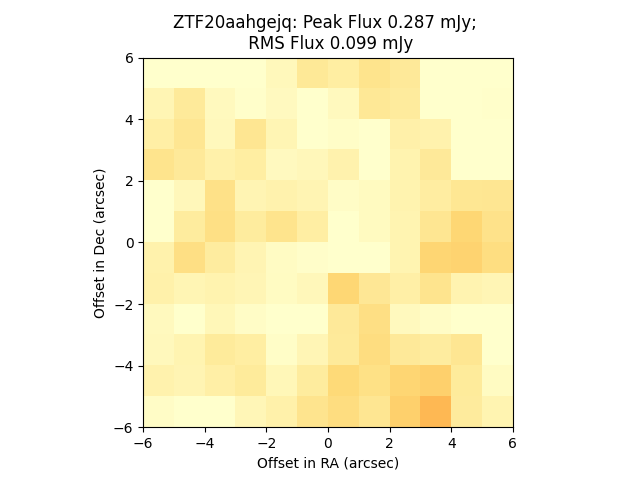 ZTF20aahgejq: Peak Flux 0.287 mJy;
RMS Flux 0.099 mJy
6
4
2
0
−2
−4
−6
Offset in Dec (arcsec)
−6 −4 −2 0 2 4 6
Offset in RA (arcsec)